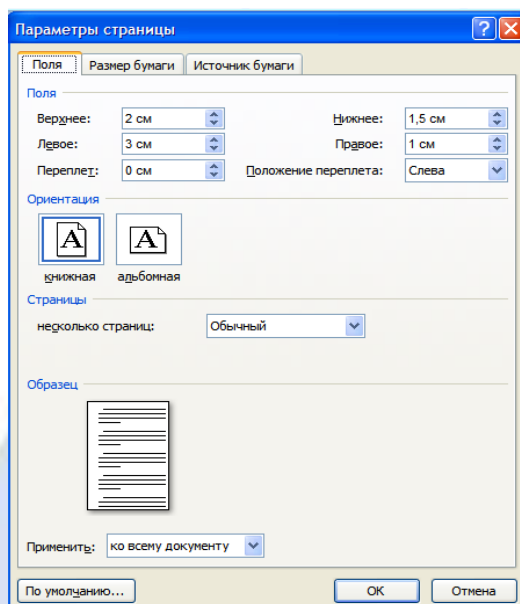 Параметры страницы
Поля Размер бумаги Источник бумаги
Поля
Верхнее: 2 см Нижнее: 1,5 см
Левое: 3 см Правое: 1 см
Переплет: 0 см Положение переплета: Слева
Ориентация
A A
книжная альбомная
Страницы
несколько страниц: Обычный
Образец
Применить: ко всему документу
По умолчанию... ОК Отмена